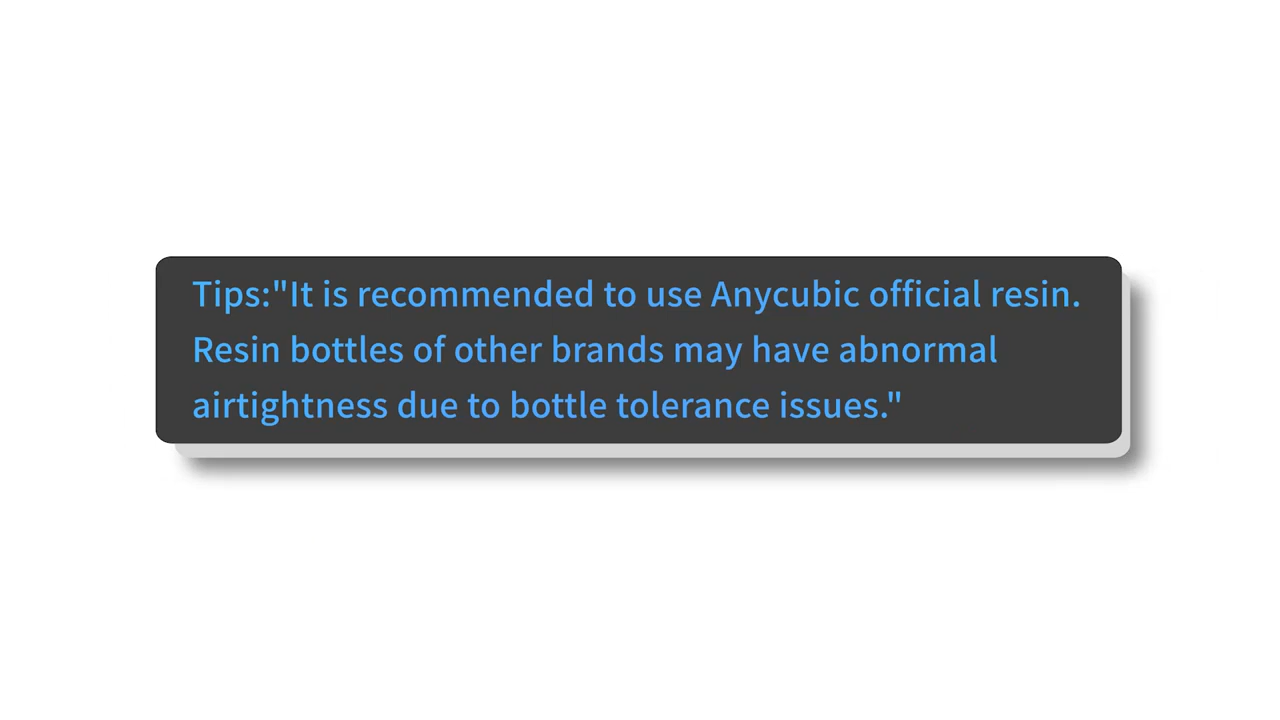 Tips:"It is recommended to use Anycubic official resin.
Resin bottles of other brands may have abnormal
airtightness due to bottle tolerance issues."